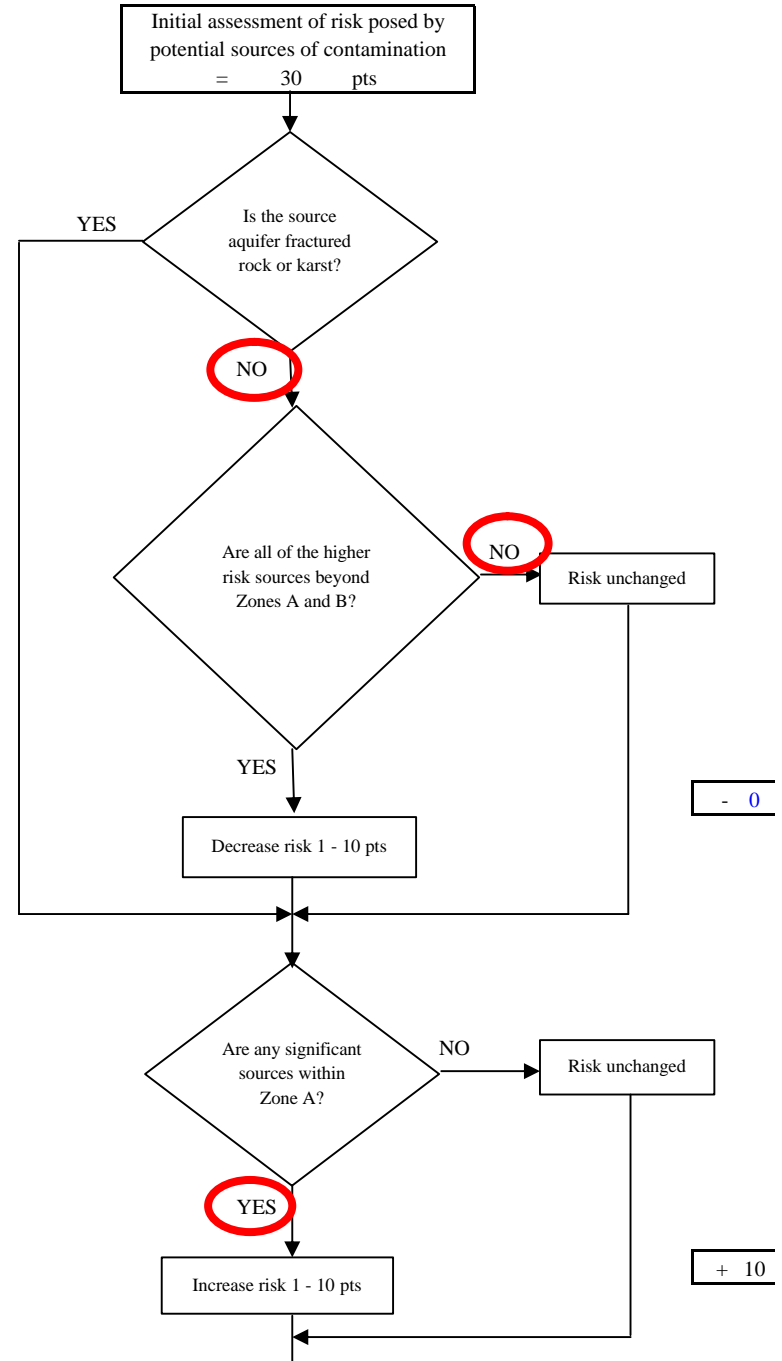 Initial assessment of risk posed by
potential sources of contamination
= 30 pts
YES
Is the source
aquifer fractured
rock or karst?
NO
Are all of the higher
risk sources beyond
Zones A and B?
NO
Risk unchanged
YES
- 0
Decrease risk 1 - 10 pts
Are any significant
sources within
Zone A?
NO
Risk unchanged
YES
+ 10
Increase risk 1 - 10 pts